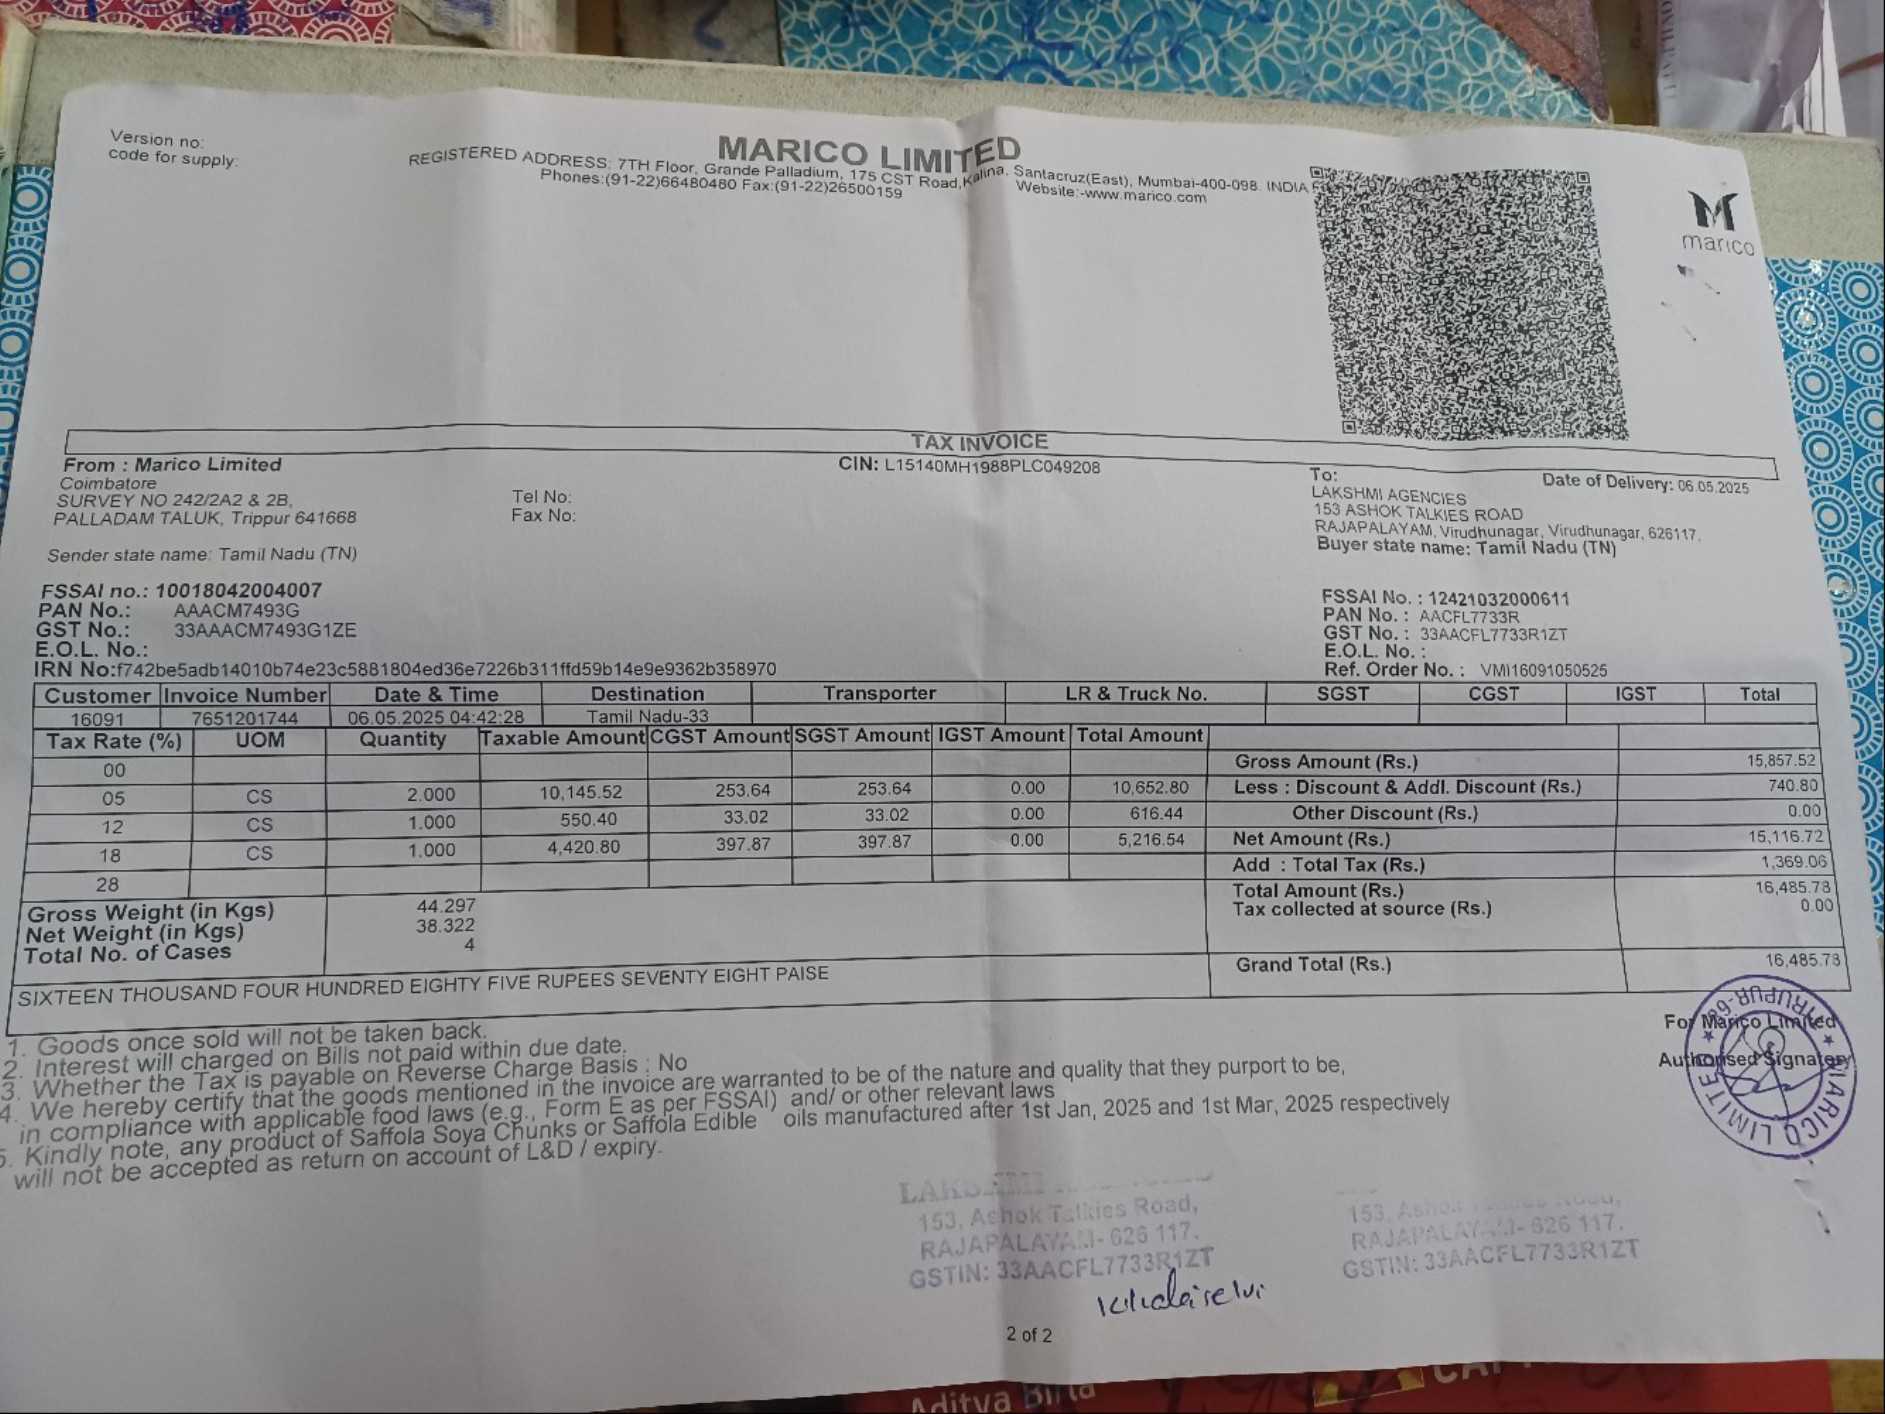 Version no:
code for supply:
MARICO LIMITED
REGISTERED ADDRESS: 7TH Floor, Grande Palladium, 175 CST Road,Kalina, Santacruz(East), Mumbai-400-098. INDIA
Phones:(91-22)66480480 Fax:(91-22)26500159 Website:-www.marico.com
marico
TAX INVOICE
From : Marico Limited
CIN: L15140MH1988PLC049208
To:
Date of Delivery: 06.05.2025
Coimbatore
SURVEY NO 242/2A2 & 2B,
PALLADAM TALUK, Trippur 641668
Tel No:
Fax No:
LAKSHMI AGENCIES
153 ASHOK TALKIES ROAD
RAJAPALAYAM, Virudhunagar, Virudhunagar, 626117,
Sender state name: Tamil Nadu (TN)
Buyer state name: Tamil Nadu (TN)
FSSAI no.: 10018042004007
PAN No.: AAACM7493G
GST No.: 33AAACM7493G1ZE
E.O.L. No.:
IRN No:f742be5adb14010b74e23c5881804ed36e7226b311ffd59b14e9e9362b358970
FSSAI No. : 12421032000611
PAN No. : AACFL7733R
GST No. : 33AACFL7733R1ZT
E.O.L. No. :
Ref. Order No. : VMI16091050525
Customer Invoice Number Date & Time Destination Transporter LR & Truck No. SGST CGST IGST Total
16091 7651201744 06.05.2025 04:42:28 Tamil Nadu-33
Tax Rate (%) UOM Quantity Taxable Amount CGST Amount SGST Amount IGST Amount Total Amount
00
05 CS 2.000 10,145.52 253.64 253.64 0.00 10,652.80
12 CS 1.000 550.40 33.02 33.02 0.00 616.44
18 CS 1.000 4,420.80 397.87 397.87 0.00 5,216.54
28
Gross Amount (Rs.) 15,857.52
Less : Discount & Addl. Discount (Rs.) 740.80
Other Discount (Rs.) 0.00
Net Amount (Rs.) 15,116.72
Add : Total Tax (Rs.) 1,369.06
Total Amount (Rs.) 16,485.78
Tax collected at source (Rs.) 0.00
Grand Total (Rs.) 16,485.78
Gross Weight (in Kgs) 44.297
Net Weight (in Kgs) 38.322
Total No. of Cases 4
SIXTEEN THOUSAND FOUR HUNDRED EIGHTY FIVE RUPEES SEVENTY EIGHT PAISE
1. Goods once sold will not be taken back.
2. Interest will charged on Bills not paid within due date.
3. Whether the Tax is payable on Reverse Charge Basis : No
4. We hereby certify that the goods mentioned in the invoice are warranted to be of the nature and quality that they purport to be,
in compliance with applicable food laws (e.g., Form E as per FSSAI) and/ or other relevant laws
5. Kindly note, any product of Saffola Soya Chunks or Saffola Edible oils manufactured after 1st Jan, 2025 and 1st Mar, 2025 respectively
will not be accepted as return on account of L&D / expiry.
For Marico Limited
Authorised Signatory
MARICO LIMITED
LAKSHMI
153, Ashok Talkies Road,
RAJAPALAYAM- 626 117.
GSTIN: 33AACFL7733R1ZT
153, Ashok Road,
RAJAPALAYAM- 626 117.
GSTIN: 33AACFL7733R1ZT
2 of 2
Aditya Birla